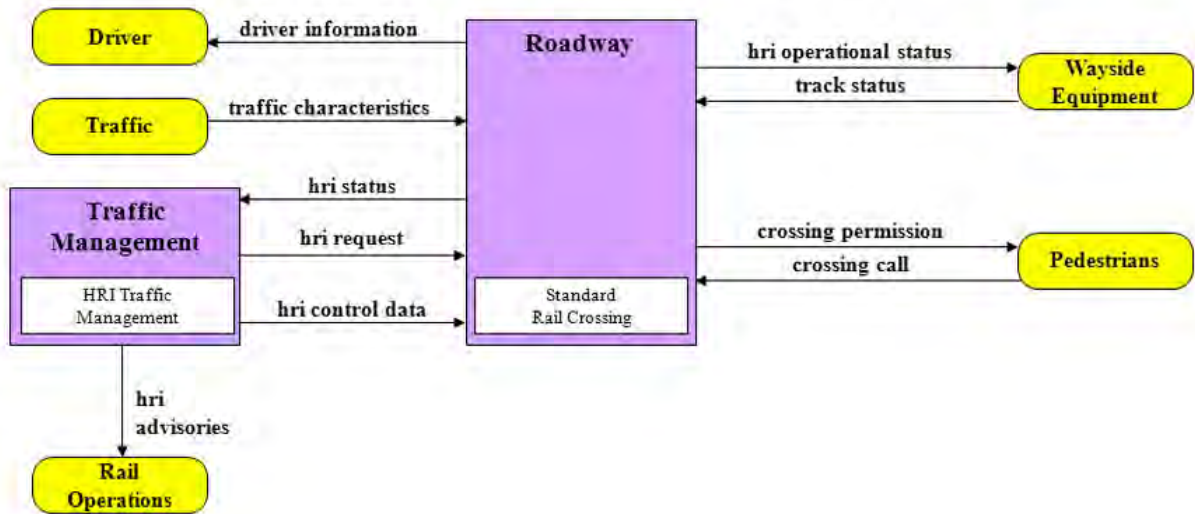 Driver
driver information
Roadway
hri operational status
Wayside
Equipment
track status
Traffic
traffic characteristics
hri status
Traffic
Management
hri request
crossing permission
Pedestrians
crossing call
HRI Traffic
Management
hri control data
Standard
Rail Crossing
hri
advisories
Rail
Operations